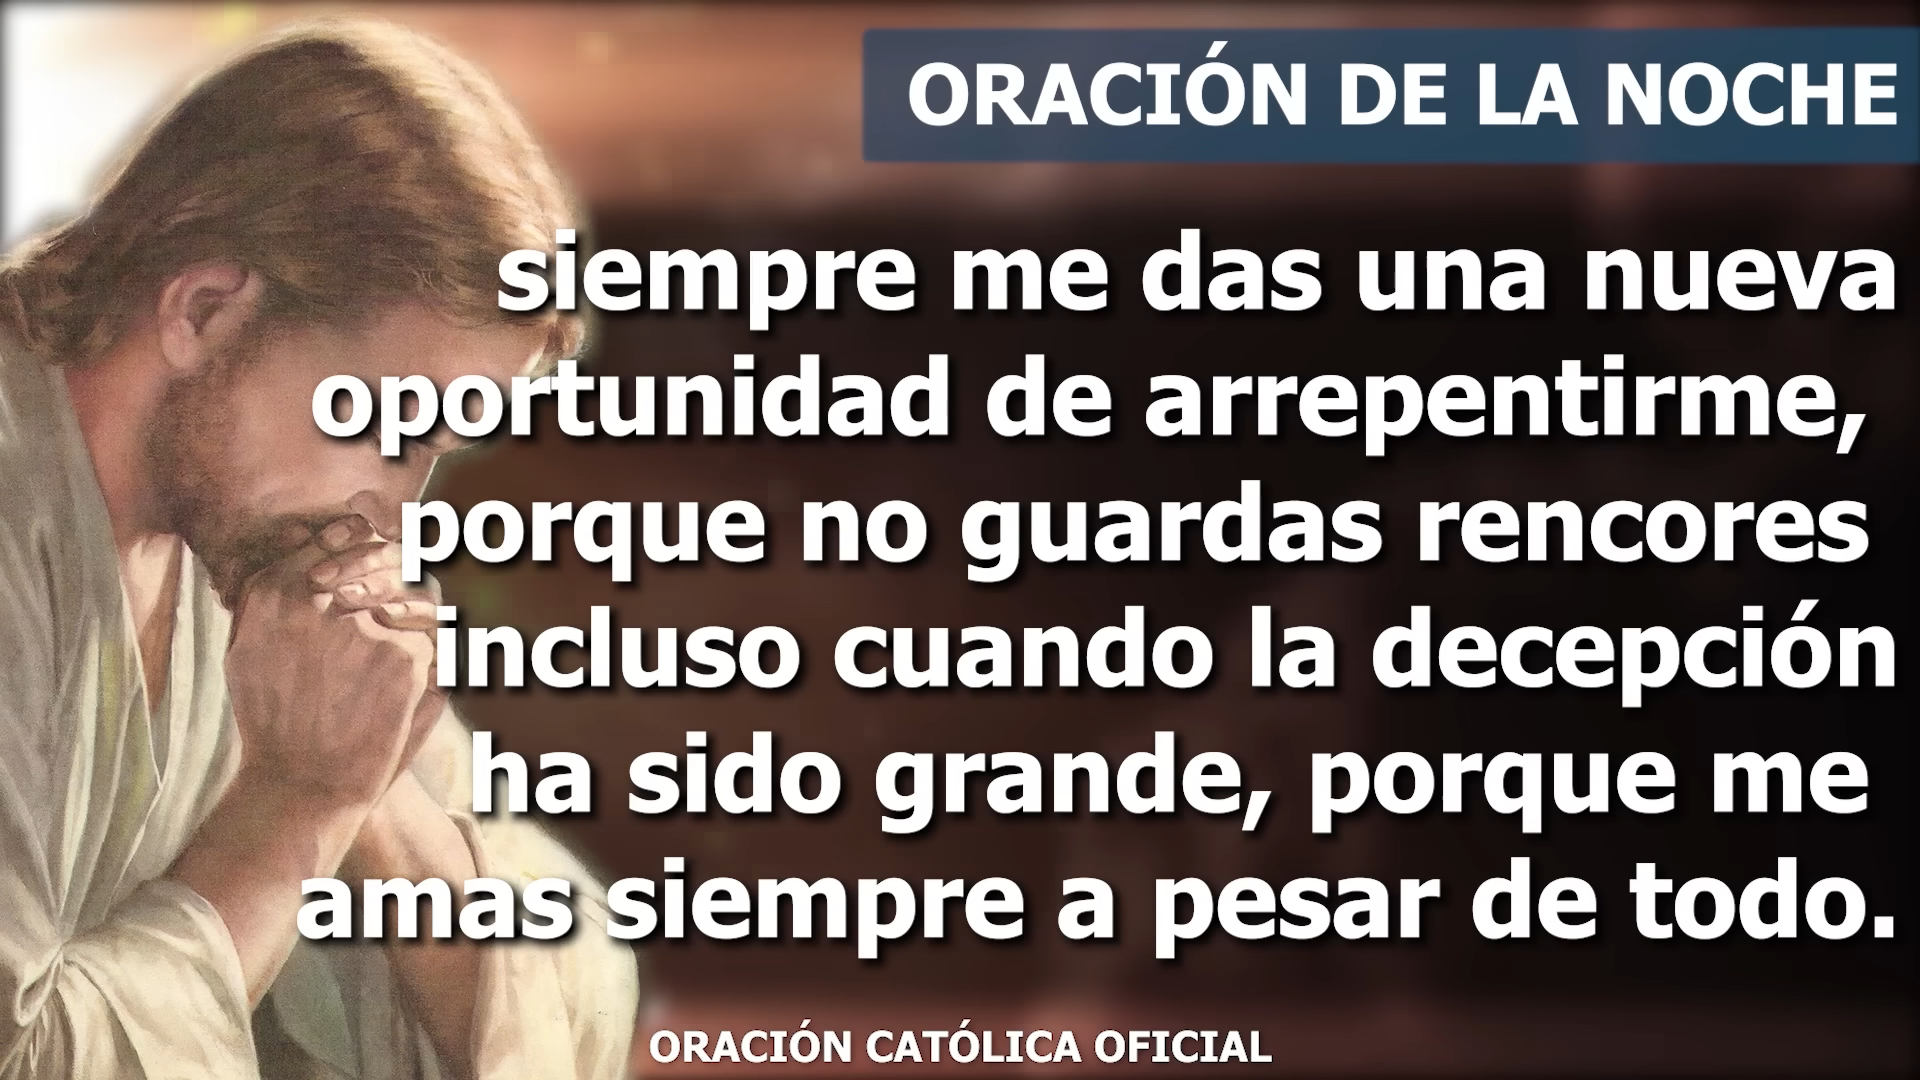 ORACIÓN DE LA NOCHE
siempre me das una nueva
oportunidad de arrepentirme,
porque no guardas rencores
incluso cuando la decepción
ha sido grande, porque me
amas siempre a pesar de todo.
ORACIÓN CATÓLICA OFICIAL